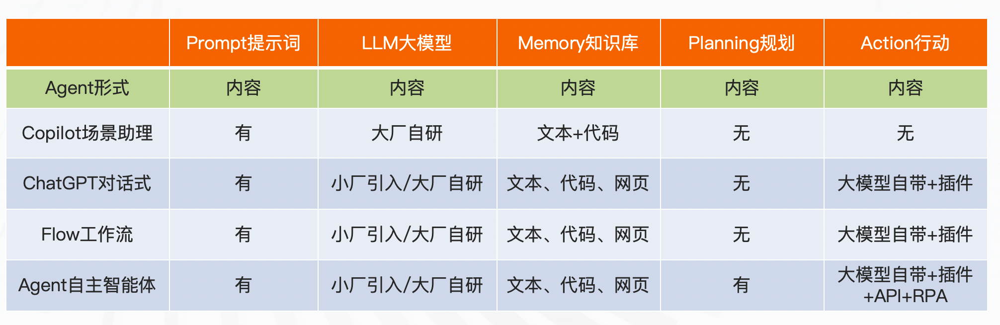 Prompt提示词 LLM大模型 Memory知识库 Planning规划 Action行动
Agent形式 内容 内容 内容 内容 内容
Copilot场景助理 有 大厂自研 文本+代码 无 无
ChatGPT对话式 有 小厂引入/大厂自研 文本、代码、网页 无 大模型自带+插件
Flow工作流 有 小厂引入/大厂自研 文本、代码、网页 无 大模型自带+插件
Agent自主智能体 有 小厂引入/大厂自研 文本、代码、网页 有 大模型自带+插件
+API+RPA